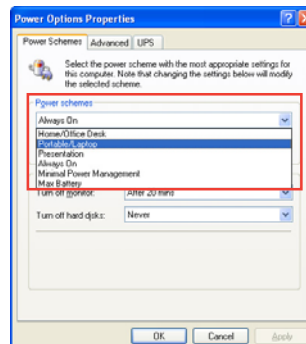 Power Options Properties
Power Schemes Advanced UPS
Select the power scheme with the most appropriate settings for
this computer. Note that changing the settings below will modify
the selected scheme.
Power schemes
Always On
Home/Office Desk
Portable/Laptop
Presentation
Always On
Minimal Power Management
Max Battery
Turn off monitor: After 20 mins
Turn off hard disks: Never
OK Cancel Apply